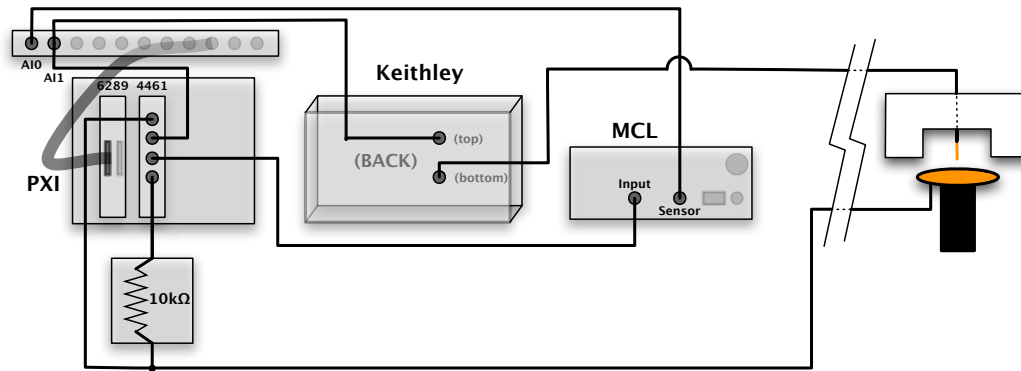 AI0
AI1
6289 4461
PXI
10kΩ
Keithley
(BACK)
(top)
(bottom)
MCL
Input
Sensor